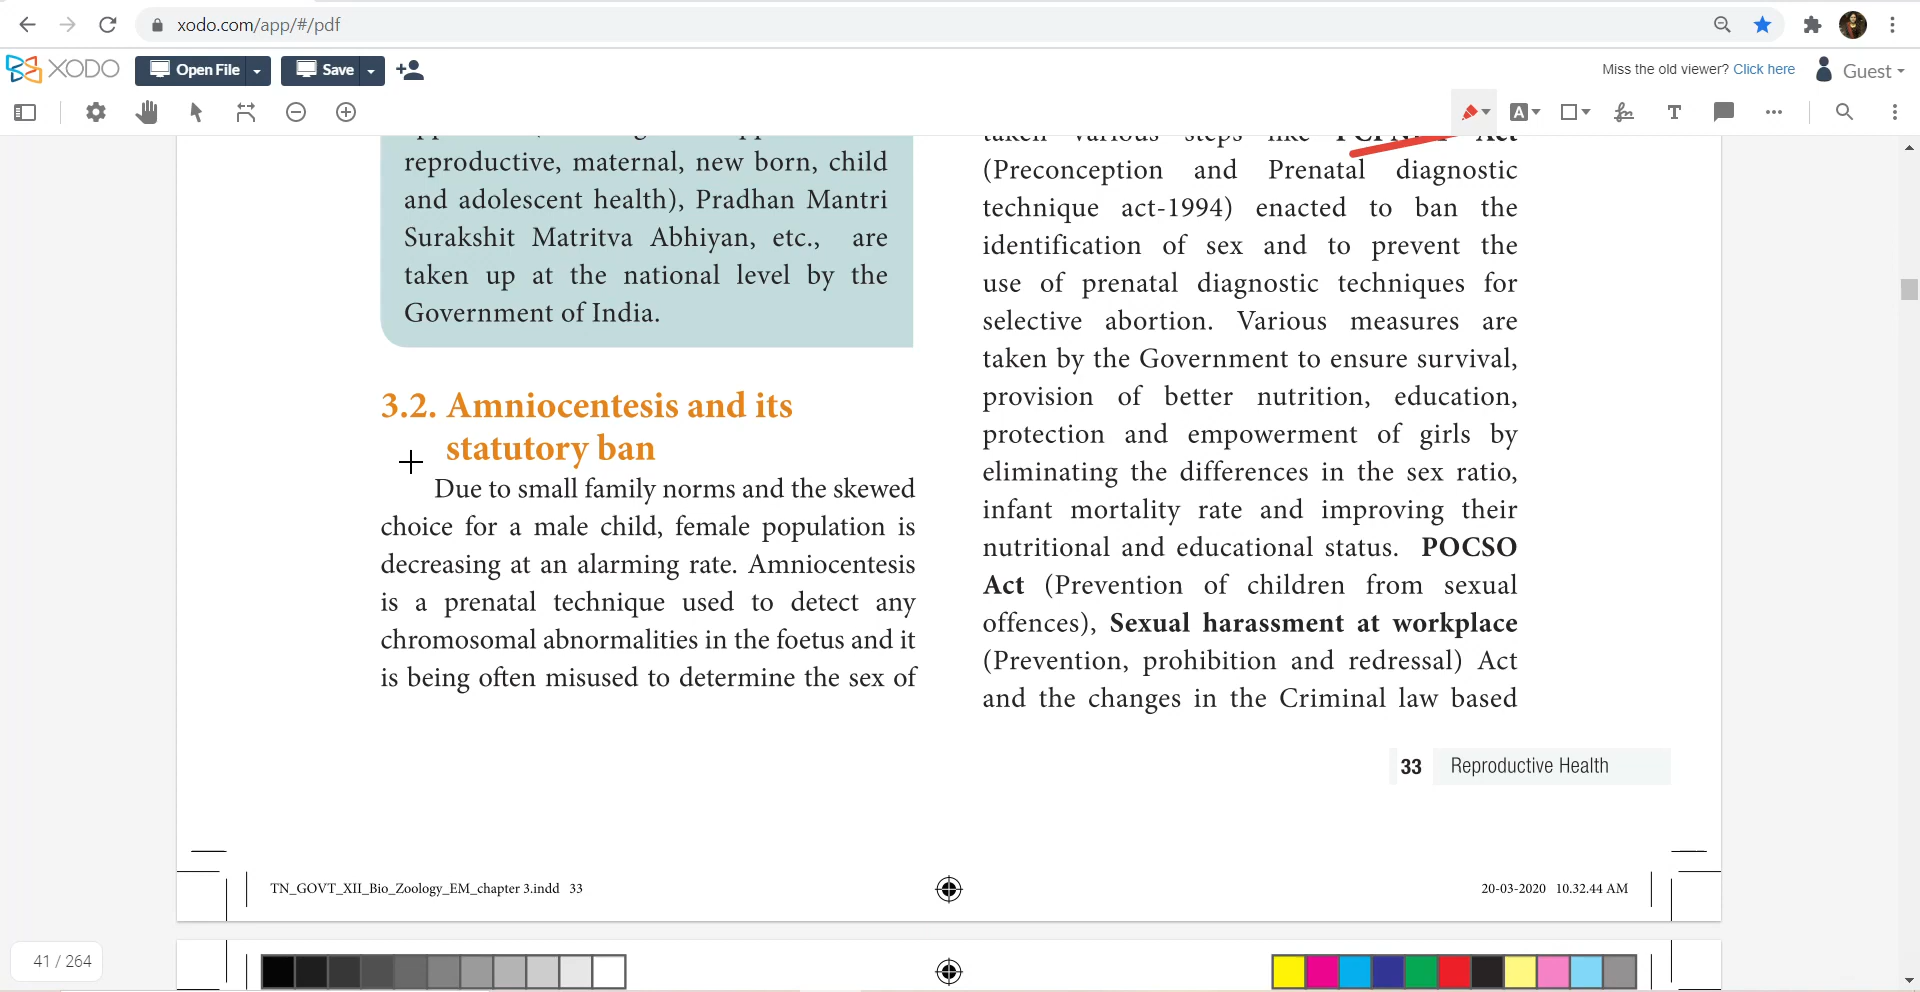 xodo.com/app/#/pdf
XODO
Open File
Save
Miss the old viewer? Click here
Guest
A
T
reproductive, maternal, new born, child
and adolescent health), Pradhan Mantri
Surakshit Matritva Abhiyan, etc., are
taken up at the national level by the
Government of India.
3.2. Amniocentesis and its
statutory ban
Due to small family norms and the skewed
choice for a male child, female population is
decreasing at an alarming rate. Amniocentesis
is a prenatal technique used to detect any
chromosomal abnormalities in the foetus and it
is being often misused to determine the sex of
taken various steps like Act
(Preconception and Prenatal diagnostic
technique act-1994) enacted to ban the
identification of sex and to prevent the
use of prenatal diagnostic techniques for
selective abortion. Various measures are
taken by the Government to ensure survival,
provision of better nutrition, education,
protection and empowerment of girls by
eliminating the differences in the sex ratio,
infant mortality rate and improving their
nutritional and educational status. POCSO
Act (Prevention of children from sexual
offences), Sexual harassment at workplace
(Prevention, prohibition and redressal) Act
and the changes in the Criminal law based
33 Reproductive Health
TN_GOVT_XII_Bio_Zoology_EM_chapter 3.indd 33
20-03-2020 10.32.44 AM
41 / 264